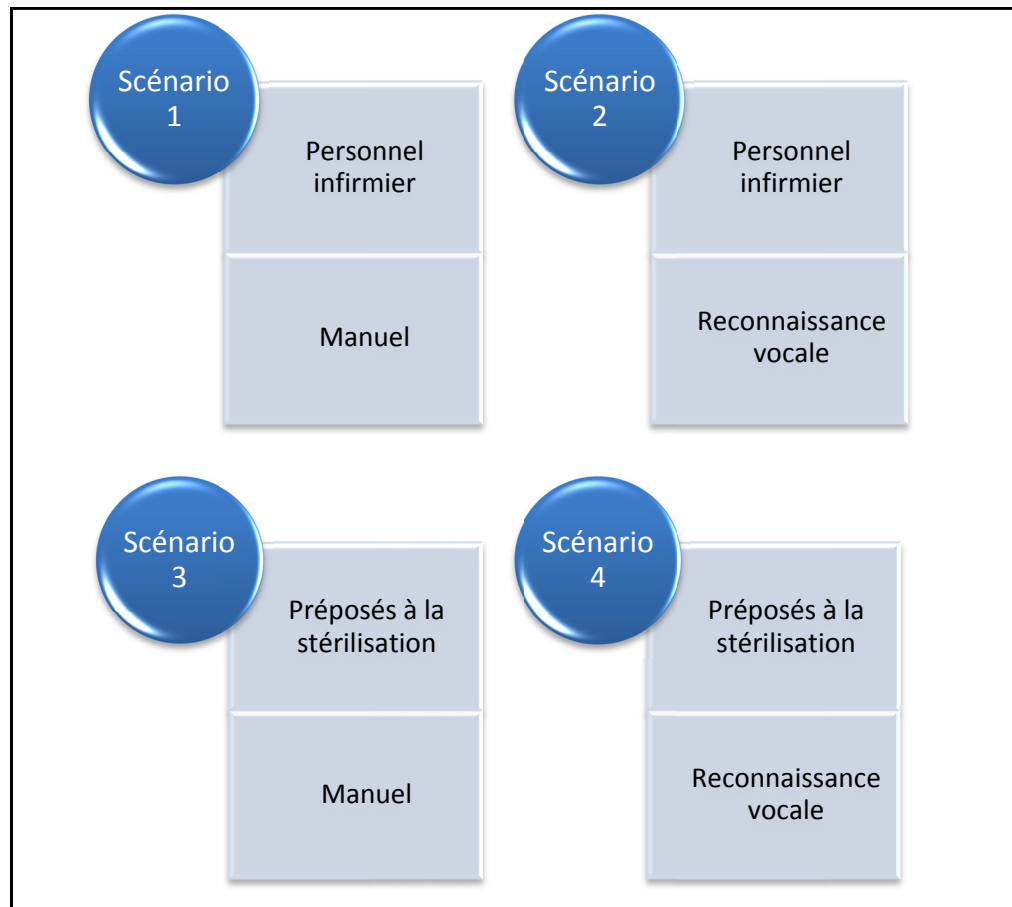 Scénario
1
Personnel
infirmier
Manuel
Scénario
2
Personnel
infirmier
Reconnaissance
vocale
Scénario
3
Préposés à la
stérilisation
Manuel
Scénario
4
Préposés à la
stérilisation
Reconnaissance
vocale